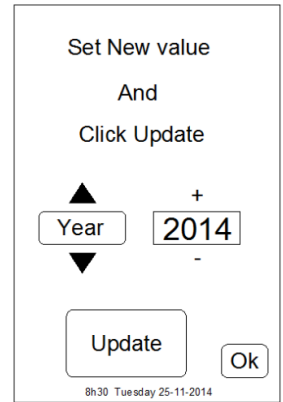 Set New value
And
Click Update
+
Year 2014
-
Update
Ok
8h30 Tuesday 25-11-2014